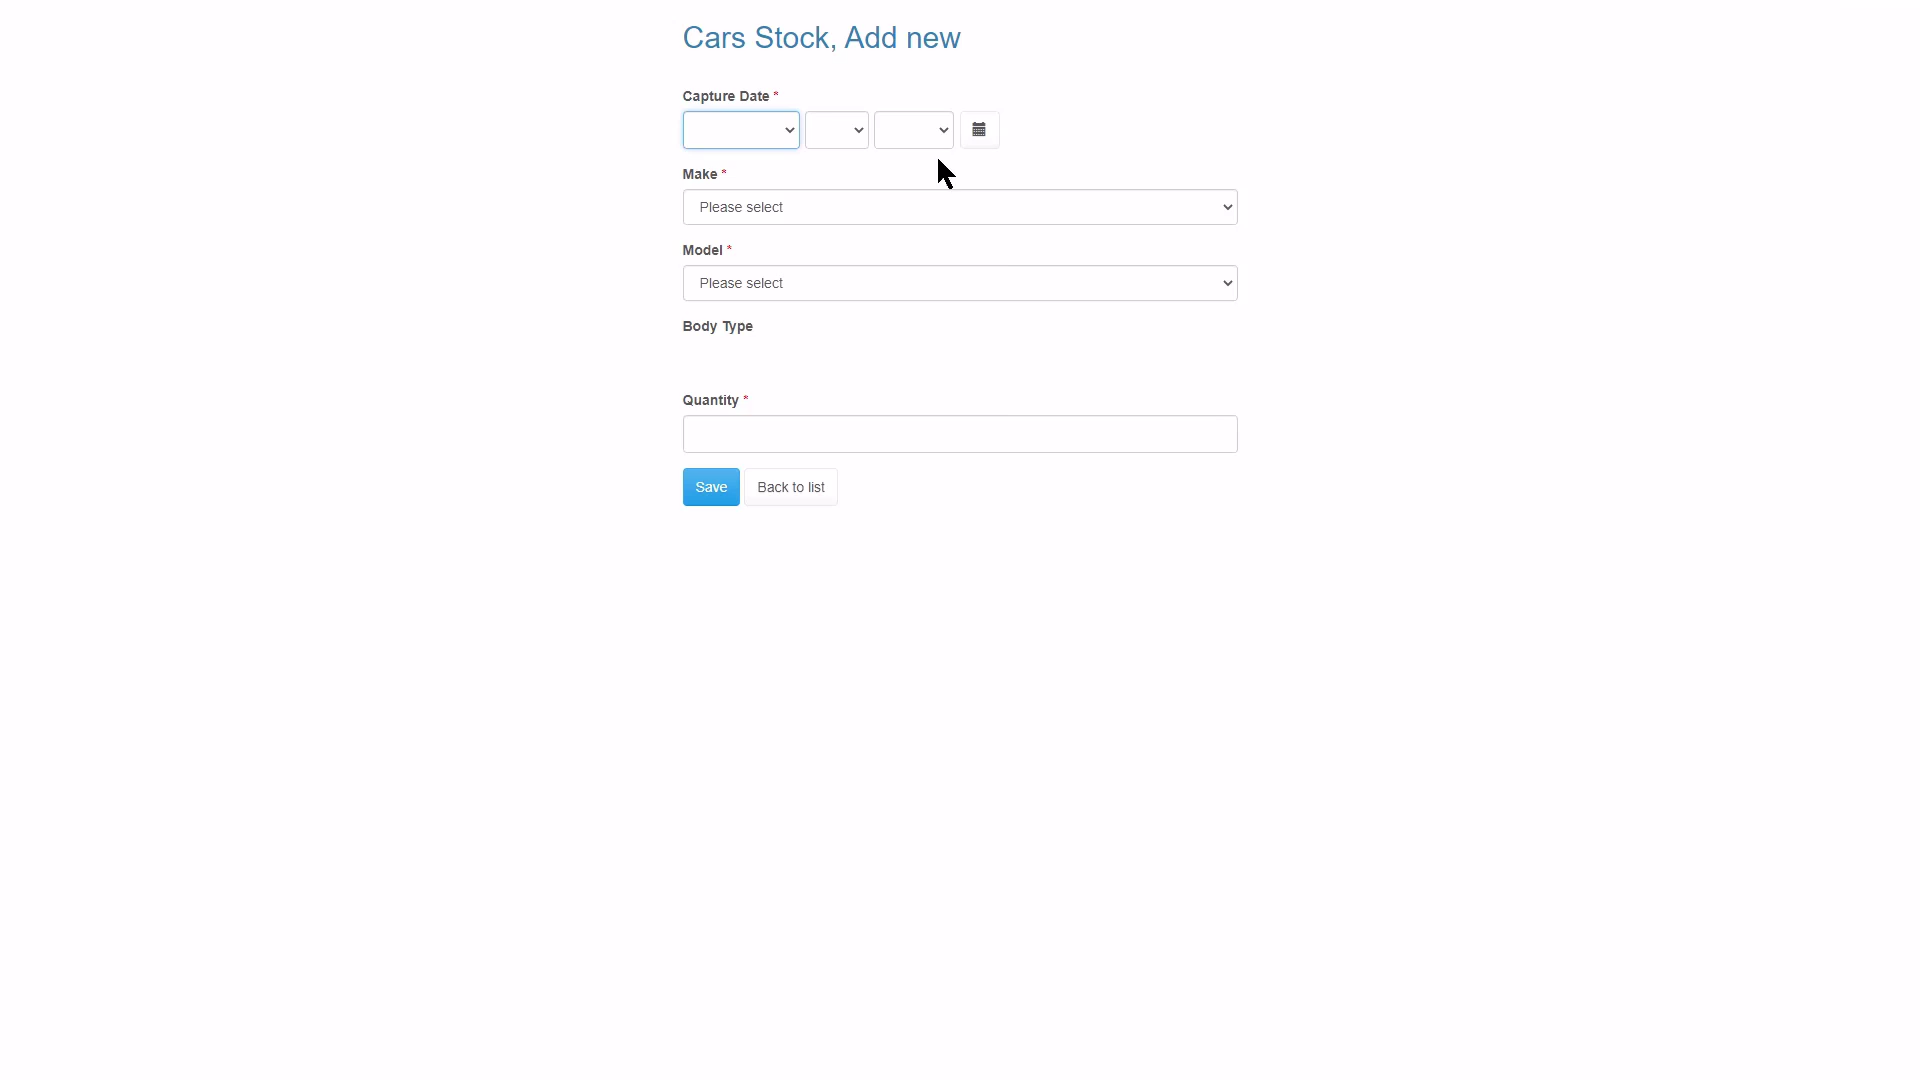 Cars Stock, Add new
Capture Date *
Make *
Please select
Model *
Please select
Body Type
Quantity *
Save Back to list